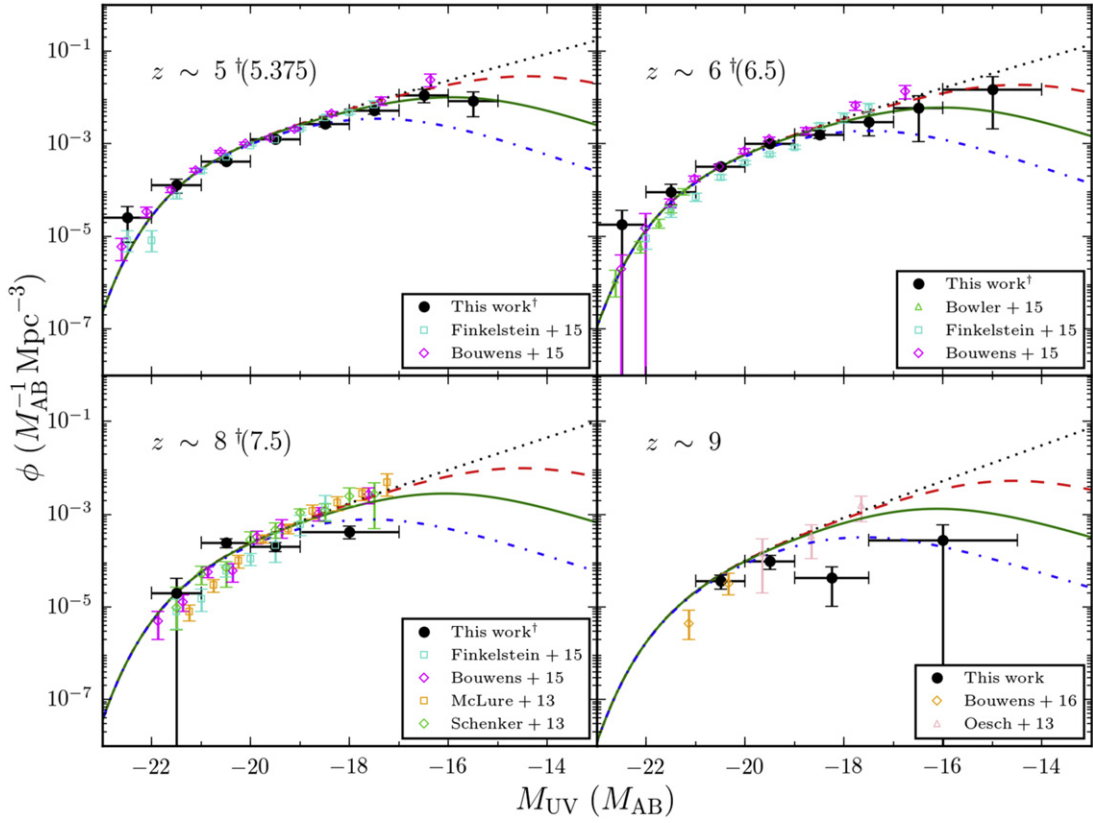 10⁻¹
10⁻³
10⁻⁵
10⁻⁷
z ~ 5 †(5.375)
This work†
Finkelstein + 15
Bouwens + 15
z ~ 6 †(6.5)
This work†
Bowler + 15
Finkelstein + 15
Bouwens + 15
ϕ (M_AB⁻¹ Mpc⁻³)
10⁻¹
10⁻³
10⁻⁵
10⁻⁷
z ~ 8 †(7.5)
This work†
Finkelstein + 15
Bouwens + 15
McLure + 13
Schenker + 13
z ~ 9
This work
Bouwens + 16
Oesch + 13
−22 −20 −18 −16 −14 −22 −20 −18 −16 −14
M_UV (M_AB)